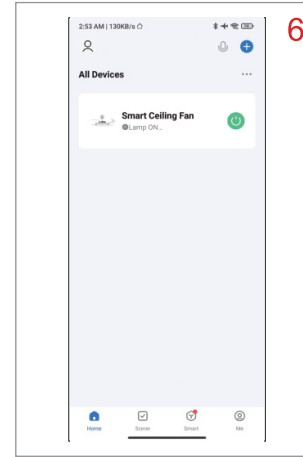 6
2:53 AM | 130KB/s
All Devices
Smart Ceiling Fan
Lamp ON...
Home Scene Smart Me